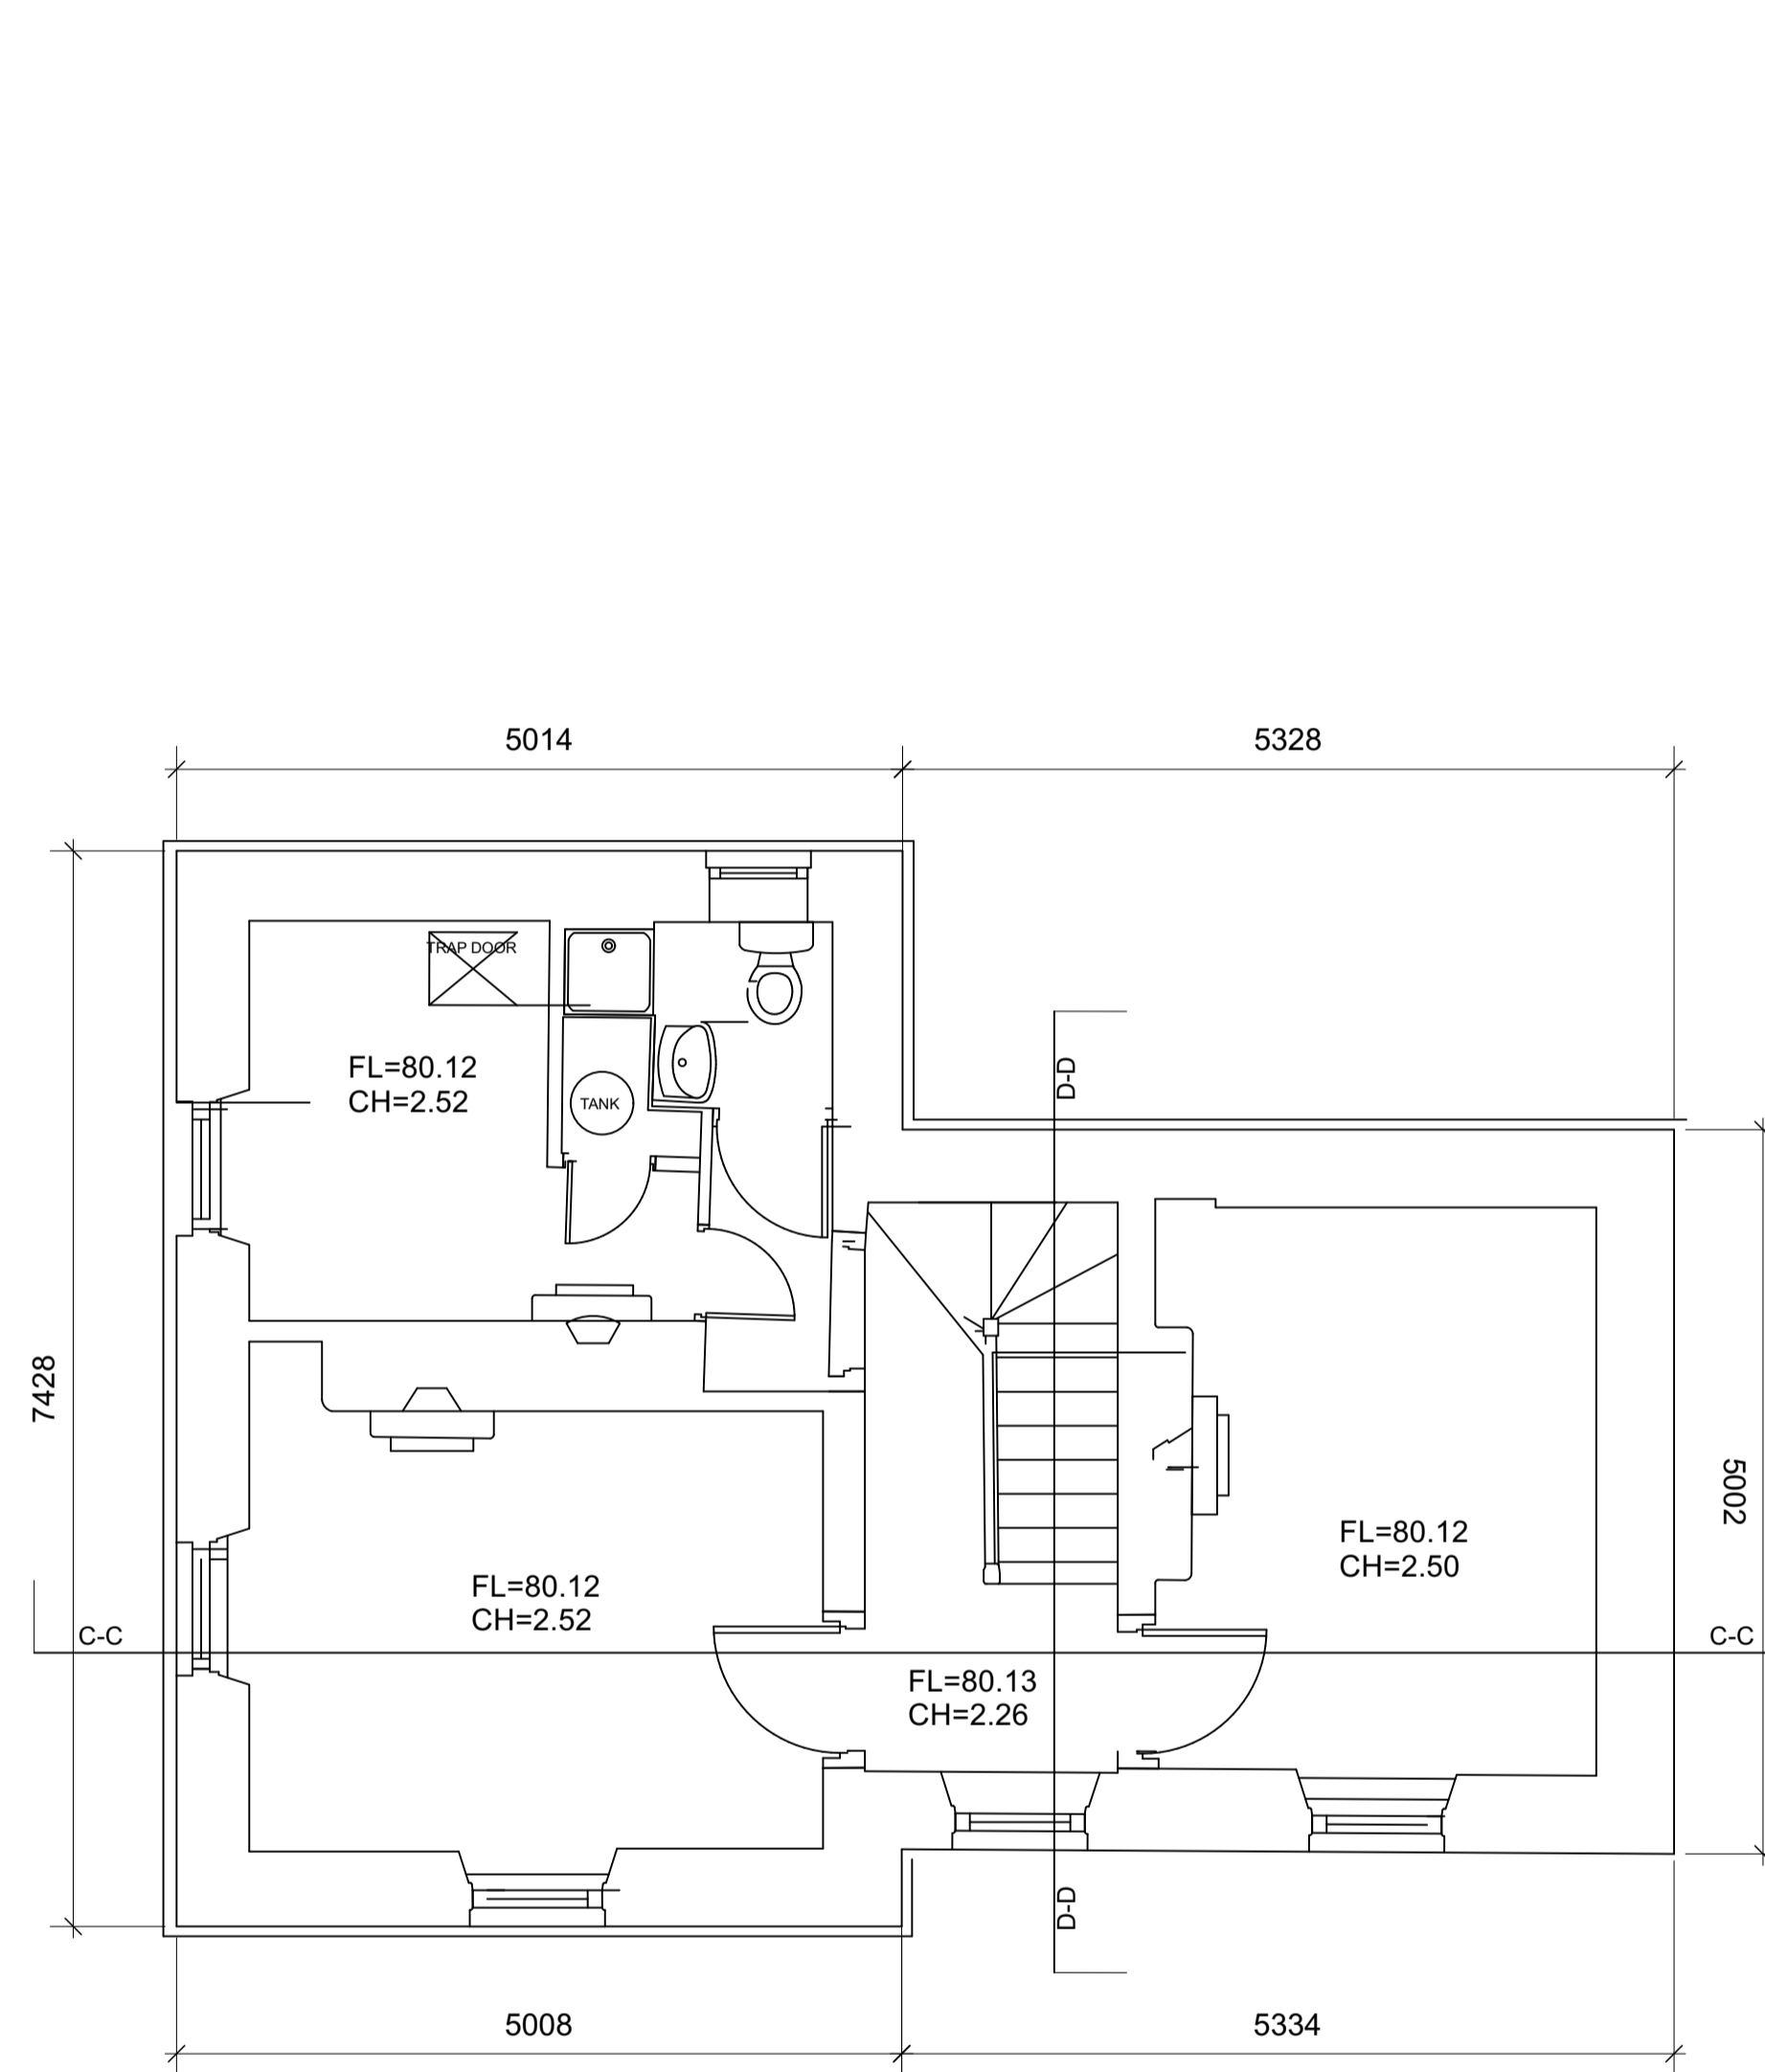 5014
5328
TRAP DOOR
FL=80.12
CH=2.52
TANK
D-D
7428
5002
FL=80.12
CH=2.50
FL=80.12
CH=2.52
C-C
C-C
FL=80.13
CH=2.26
D-D
5008
5334